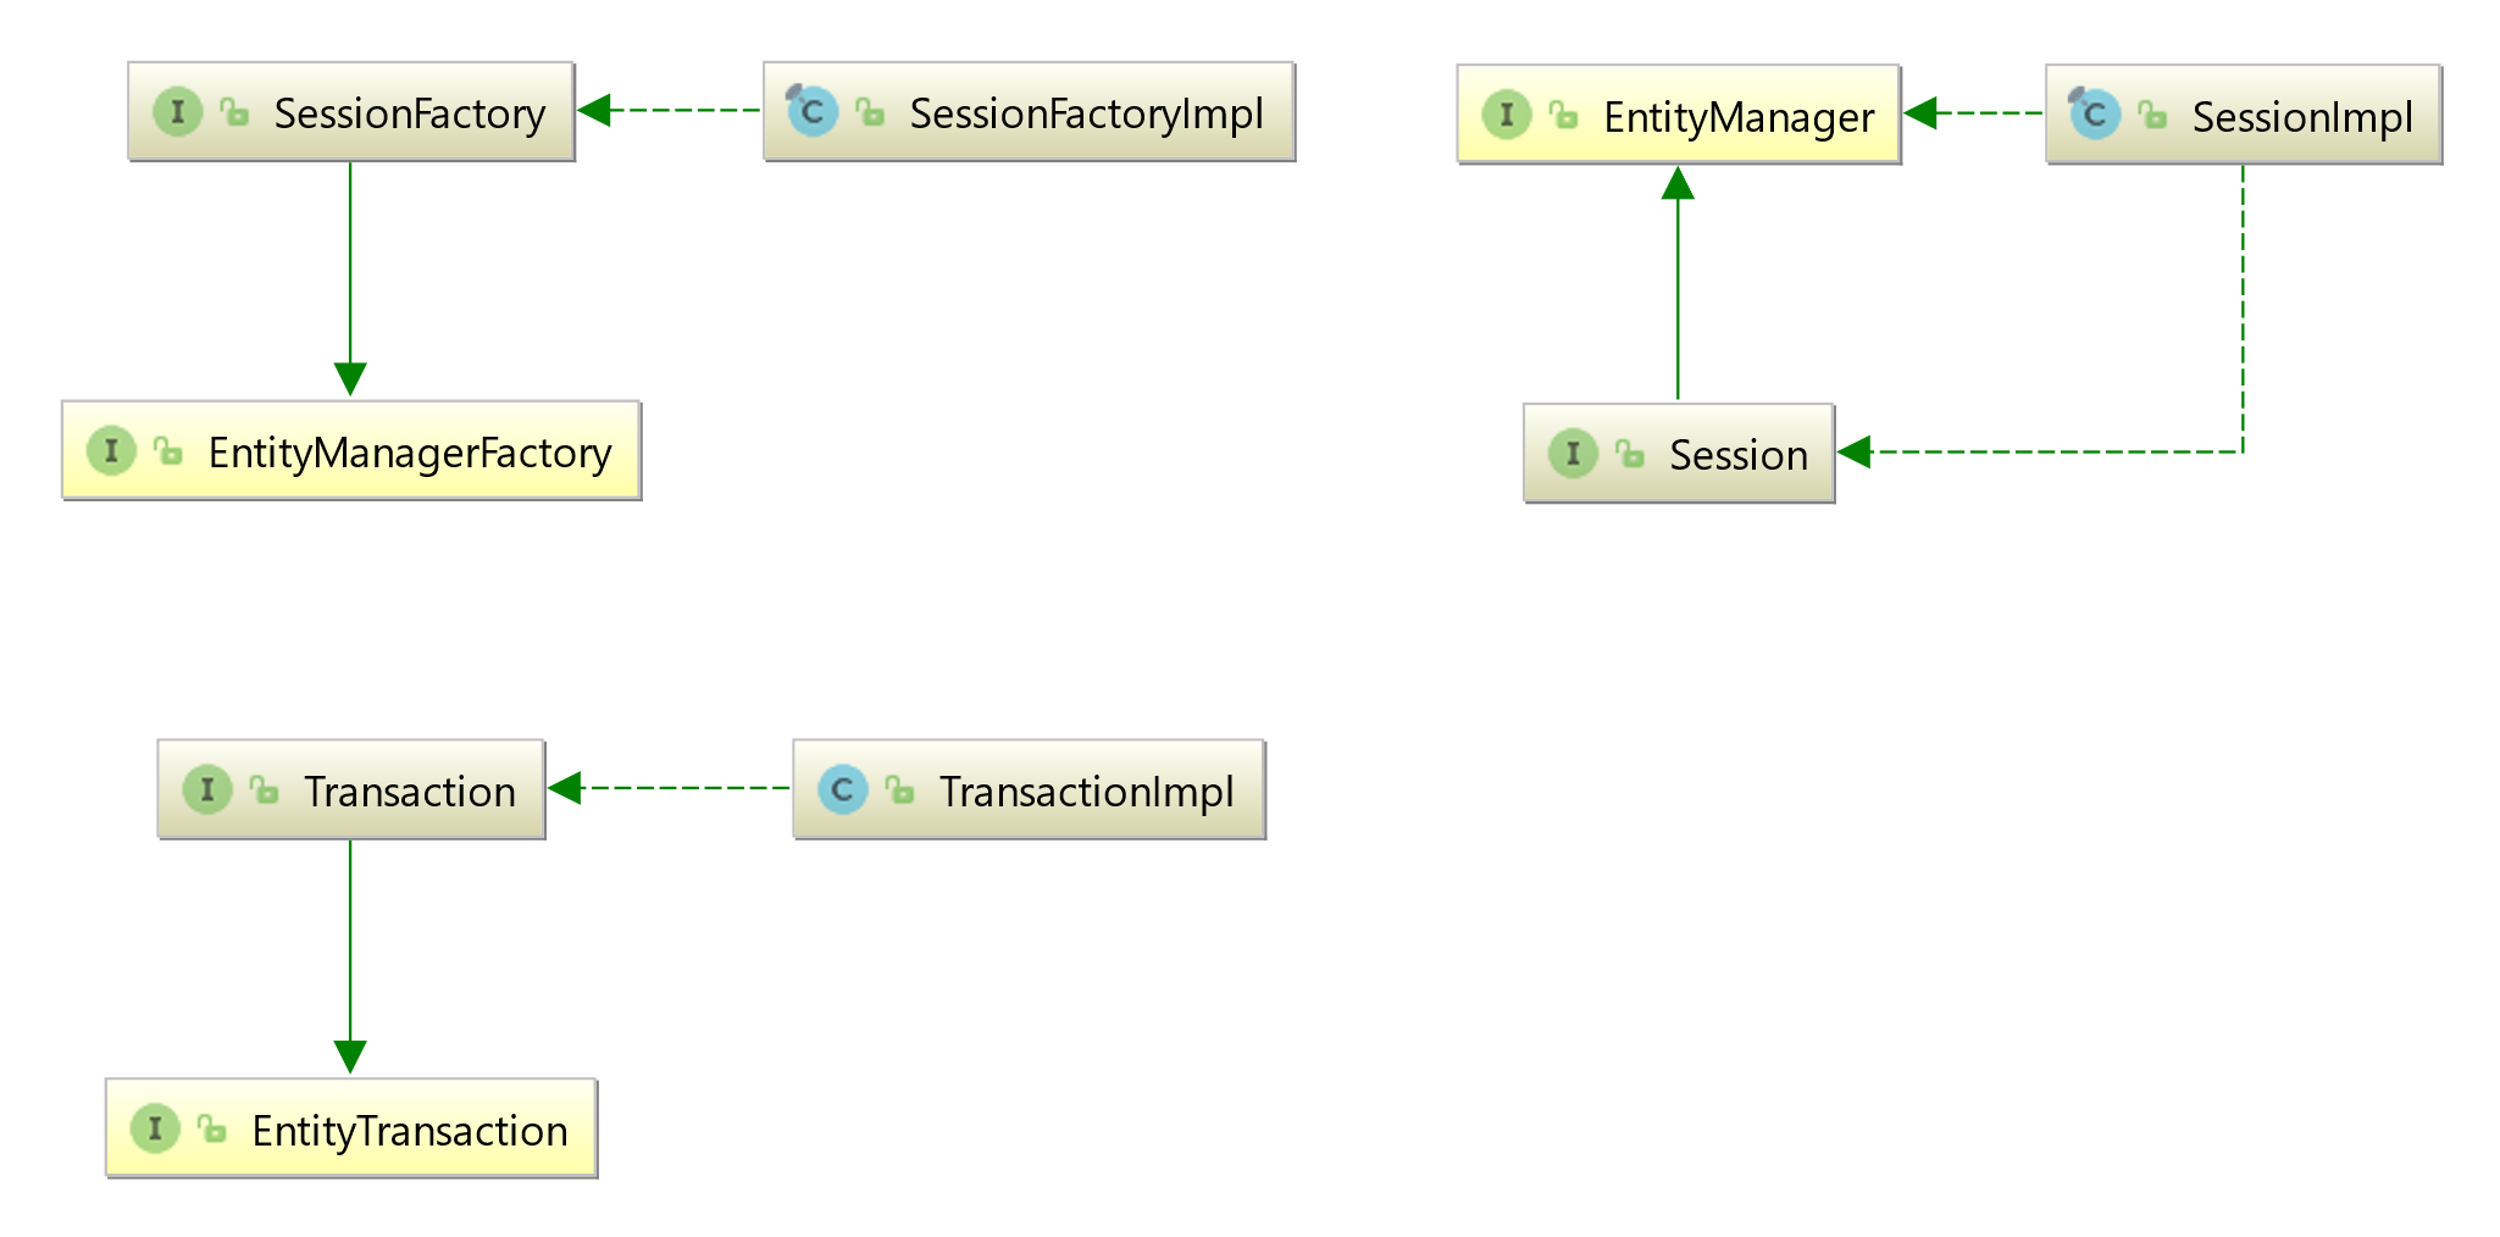 I SessionFactory
C SessionFactoryImpl
I EntityManager
C SessionImpl
I EntityManagerFactory
I Session
I Transaction
C TransactionImpl
I EntityTransaction